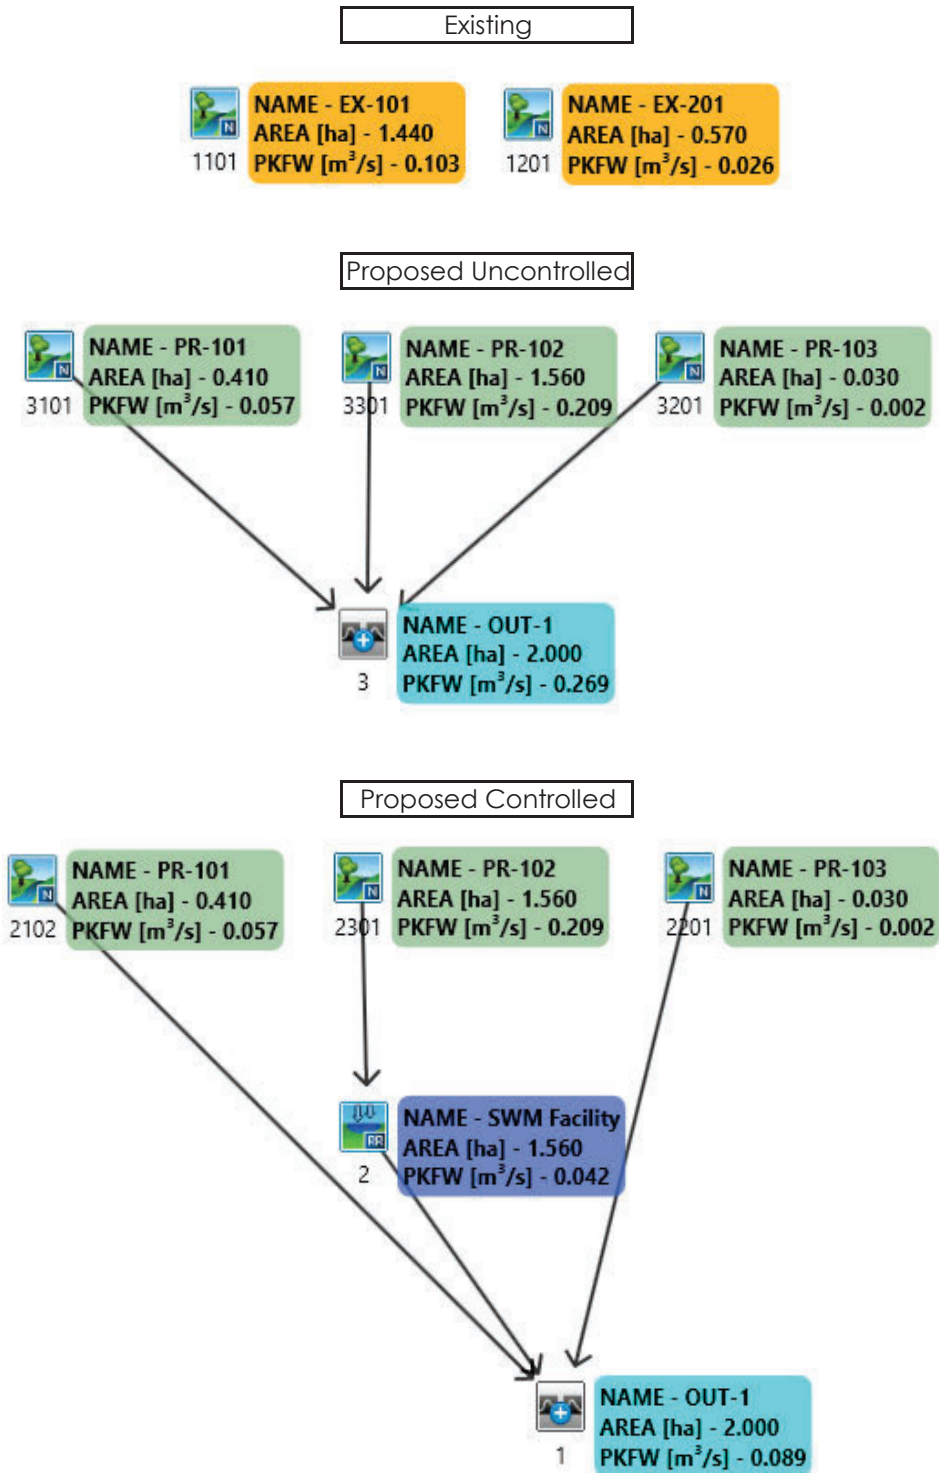 Existing
NAME - EX-101
AREA [ha] - 1.440
PKFW [m³/s] - 0.103
N
1101
NAME - EX-201
AREA [ha] - 0.570
PKFW [m³/s] - 0.026
N
1201
Proposed Uncontrolled
NAME - PR-101
AREA [ha] - 0.410
PKFW [m³/s] - 0.057
N
3101
NAME - PR-102
AREA [ha] - 1.560
PKFW [m³/s] - 0.209
N
3301
NAME - PR-103
AREA [ha] - 0.030
PKFW [m³/s] - 0.002
N
3201
NAME - OUT-1
AREA [ha] - 2.000
PKFW [m³/s] - 0.269
3
Proposed Controlled
NAME - PR-101
AREA [ha] - 0.410
PKFW [m³/s] - 0.057
N
2102
NAME - PR-102
AREA [ha] - 1.560
PKFW [m³/s] - 0.209
N
2301
NAME - PR-103
AREA [ha] - 0.030
PKFW [m³/s] - 0.002
N
2201
NAME - SWM Facility
AREA [ha] - 1.560
PKFW [m³/s] - 0.042
RR
2
NAME - OUT-1
AREA [ha] - 2.000
PKFW [m³/s] - 0.089
1